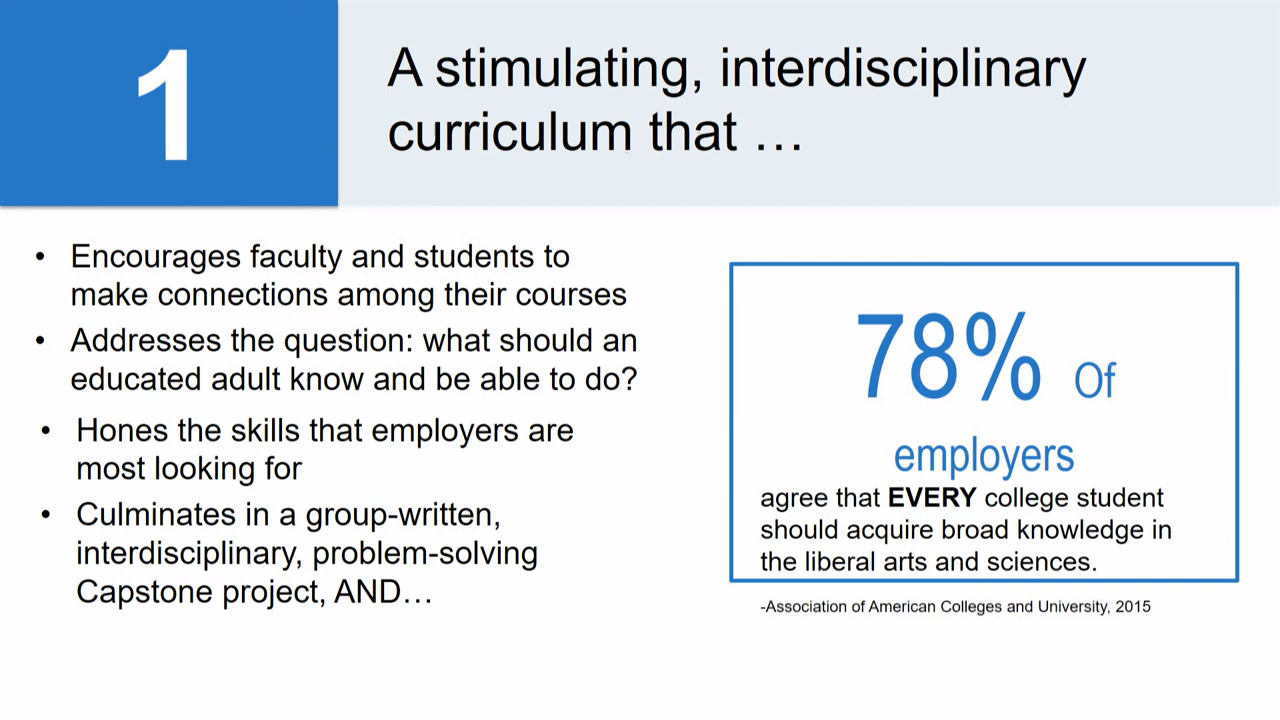 1
A stimulating, interdisciplinary
curriculum that …
• Encourages faculty and students to
make connections among their courses
• Addresses the question: what should an
educated adult know and be able to do?
• Hones the skills that employers are
most looking for
• Culminates in a group-written,
interdisciplinary, problem-solving
Capstone project, AND…
78% Of
employers
agree that EVERY college student
should acquire broad knowledge in
the liberal arts and sciences.
-Association of American Colleges and University, 2015